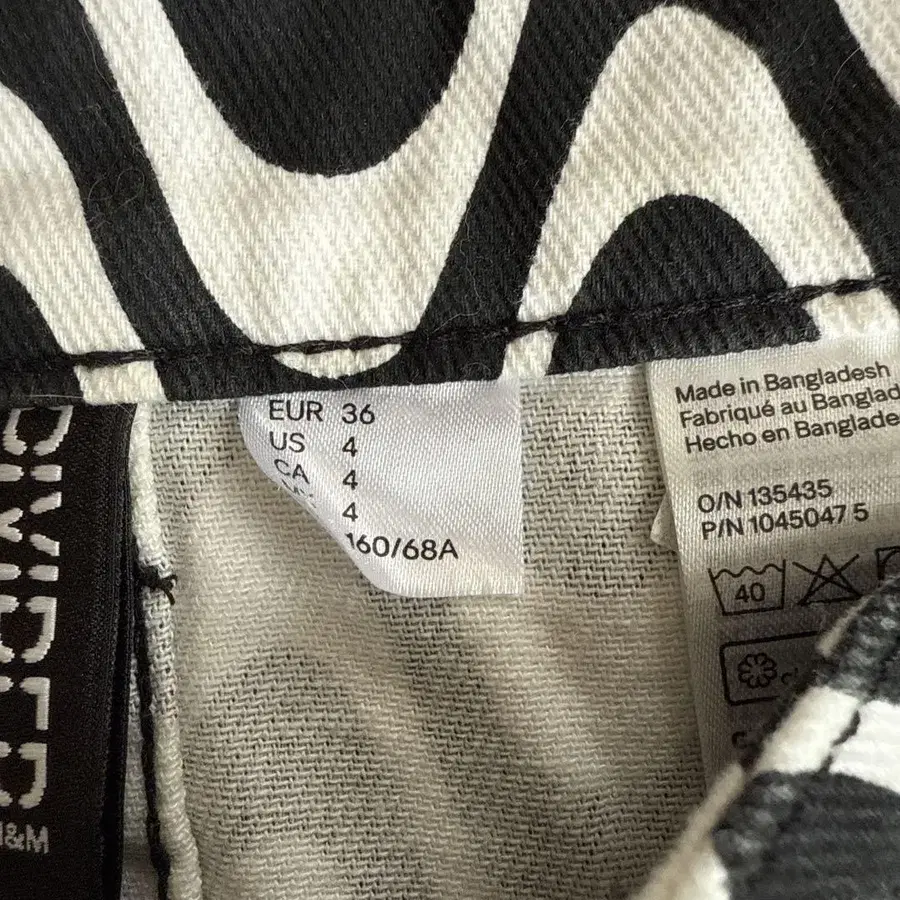 DIVIDED
H&M
EUR 36
US 4
CA 4
4
160/68A
Made in Bangladesh
Fabriqué au Banglad
Hecho en Banglade
O/N 135435
P/N 1045047 5
40